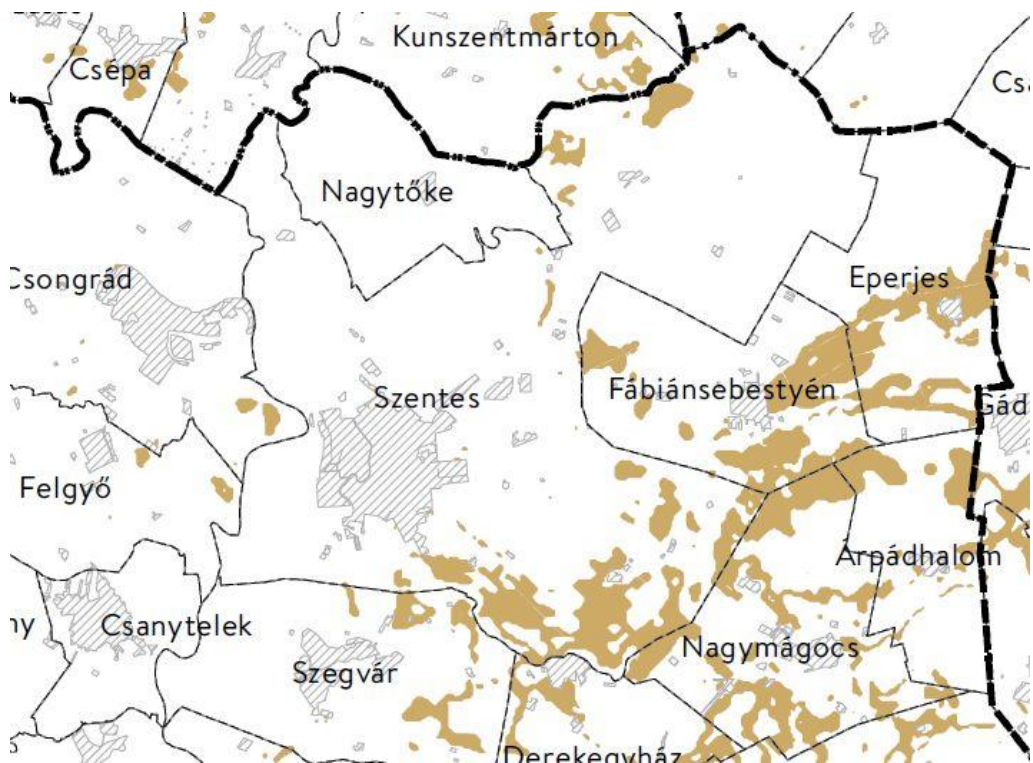 Kunszentmárton
Csépa
Nagytőke
Csongrád
Eperjes
Szentes
Fábiánsebestyén
Felgyő
Árpádhalom
Csanytelek
Nagymágocs
Szegvár
Derekegyház